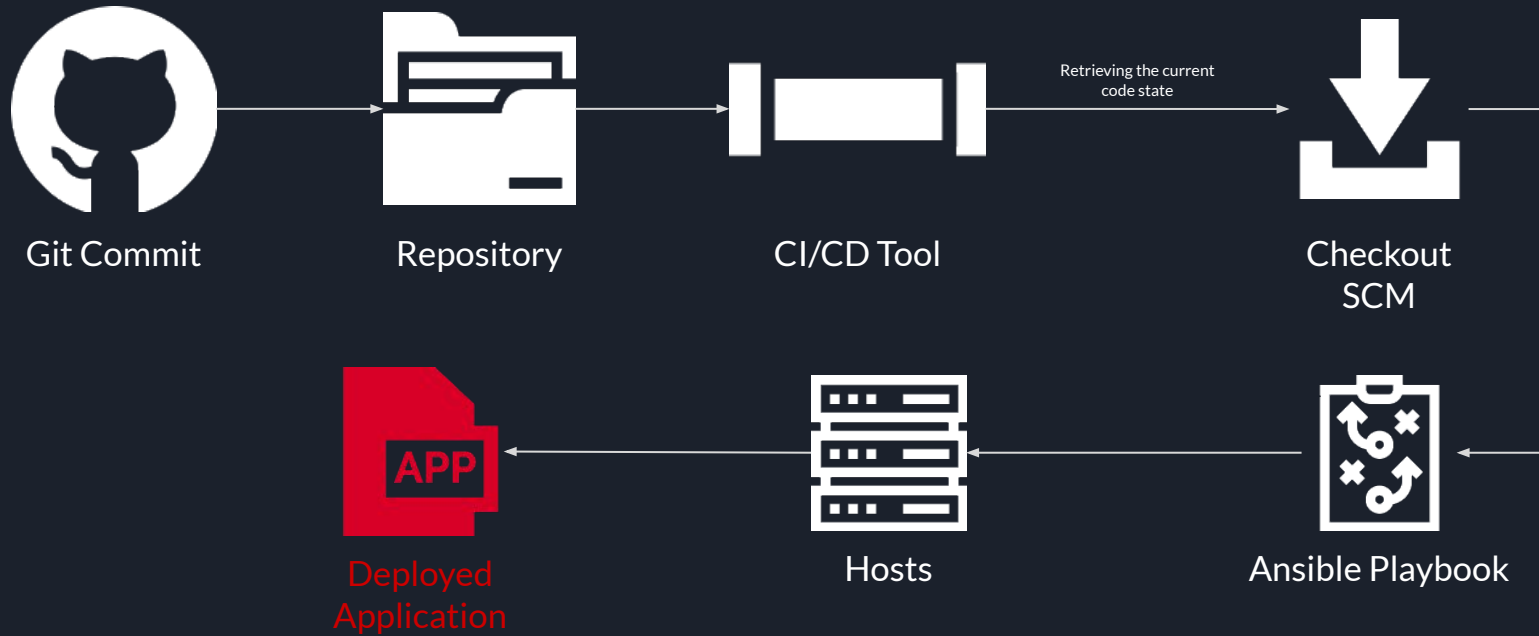 Retrieving the current
code state
Git Commit
Repository
CI/CD Tool
Checkout
SCM
APP
Deployed
Application
Hosts
Ansible Playbook